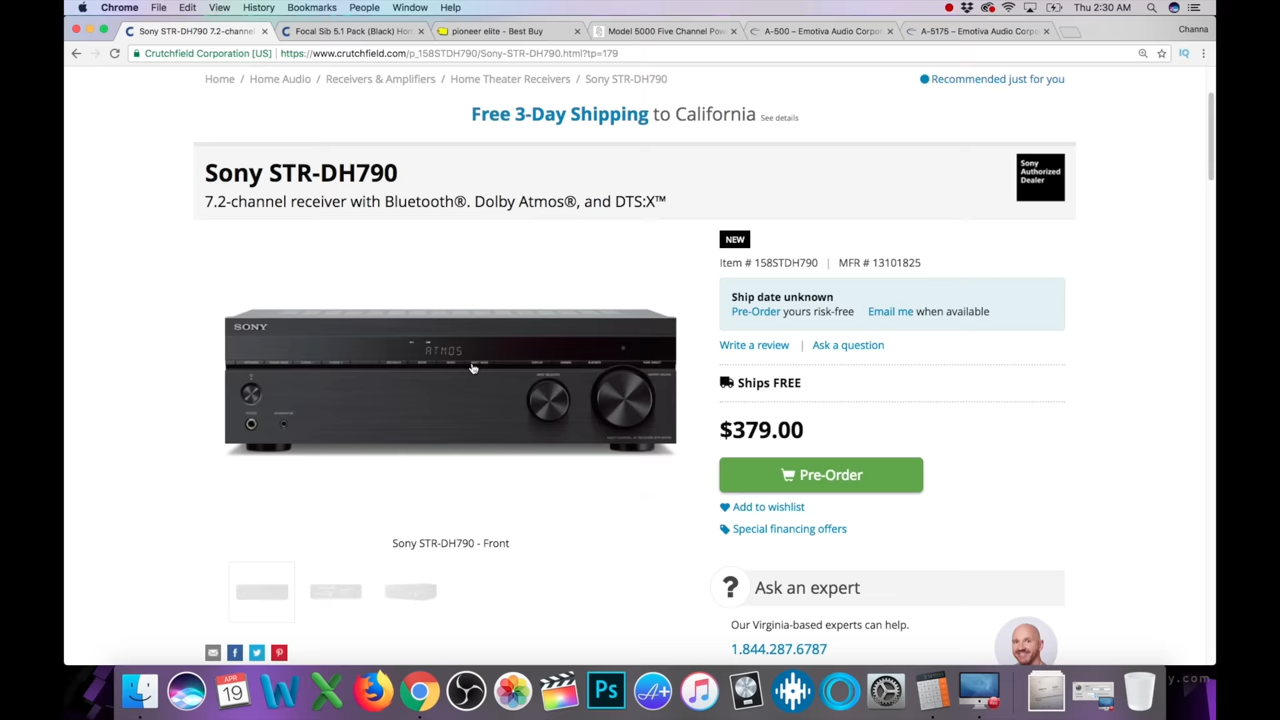 Chrome File Edit View History Bookmarks People Window Help Thu 2:30 AM
Sony STR-DH790 7.2-channel Focal Sib 5.1 Pack (Black) Hom pioneer elite - Best Buy Model 5000 Five Channel Pow A-500 – Emotiva Audio Corpor A-5175 – Emotiva Audio Corpo Channa
Crutchfield Corporation [US] https://www.crutchfield.com/p_158STDH790/Sony-STR-DH790.html?tp=179
Home / Home Audio / Receivers & Amplifiers / Home Theater Receivers / Sony STR-DH790 Recommended just for you
Free 3-Day Shipping to California See details
Sony STR-DH790
7.2-channel receiver with Bluetooth®. Dolby Atmos®, and DTS:X™
Sony
Authorized
Dealer
NEW
Item # 158STDH790 | MFR # 13101825
Ship date unknown
Pre-Order yours risk-free Email me when available
Write a review | Ask a question
SONY
ATMOS
Ships FREE
$379.00
Pre-Order
Add to wishlist
Special financing offers
Sony STR-DH790 - Front
? Ask an expert
Our Virginia-based experts can help.
1.844.287.6787
APR
19
Ps